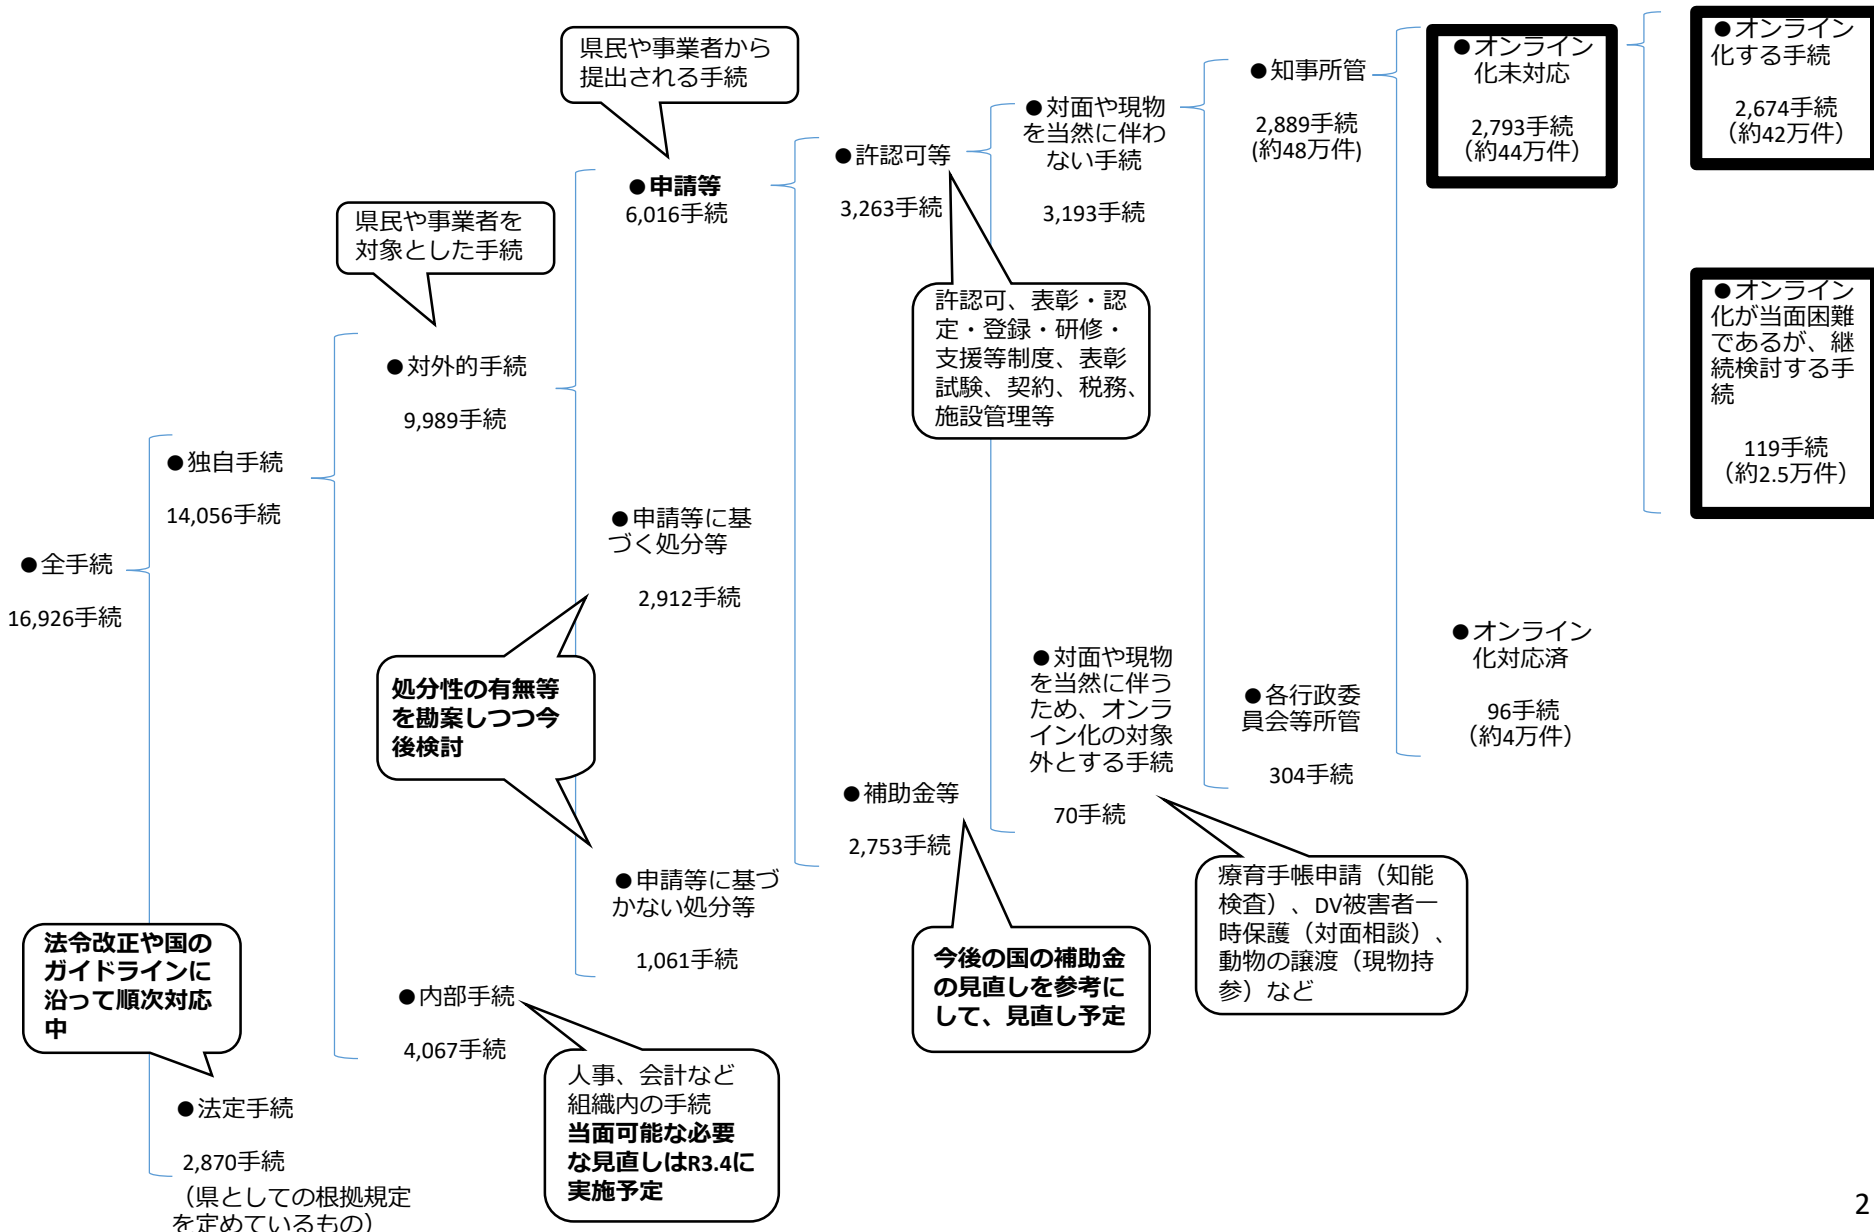 ●全手続
16,926手続
●独自手続
14,056手続
法令改正や国の
ガイドラインに
沿って順次対応
中
●法定手続
2,870手続
（県としての根拠規定
を定めているもの）
県民や事業者を
対象とした手続
●対外的手続
9,989手続
●内部手続
4,067手続
人事、会計など
組織内の手続
当面可能な必要
な見直しはR3.4に
実施予定
県民や事業者から
提出される手続
●申請等
6,016手続
●申請等に基
づく処分等
2,912手続
処分性の有無等
を勘案しつつ今
後検討
●申請等に基づ
かない処分等
1,061手続
●許認可等
3,263手続
許認可、表彰・認
定・登録・研修・
支援等制度、表彰
試験、契約、税務、
施設管理等
●補助金等
2,753手続
今後の国の補助金
の見直しを参考に
して、見直し予定
●対面や現物
を当然に伴わ
ない手続
3,193手続
●対面や現物
を当然に伴う
ため、オンラ
イン化の対象
外とする手続
70手続
療育手帳申請（知能
検査）、DV被害者一
時保護（対面相談）、
動物の譲渡（現物持
参）など
●知事所管
2,889手続
(約48万件)
●各行政委
員会等所管
304手続
●オンライン
化未対応
2,793手続
（約44万件）
●オンライン
化対応済
96手続
（約4万件）
●オンライン
化する手続
2,674手続
（約42万件）
●オンライン
化が当面困難
であるが、継
続検討する手
続
119手続
（約2.5万件）
2